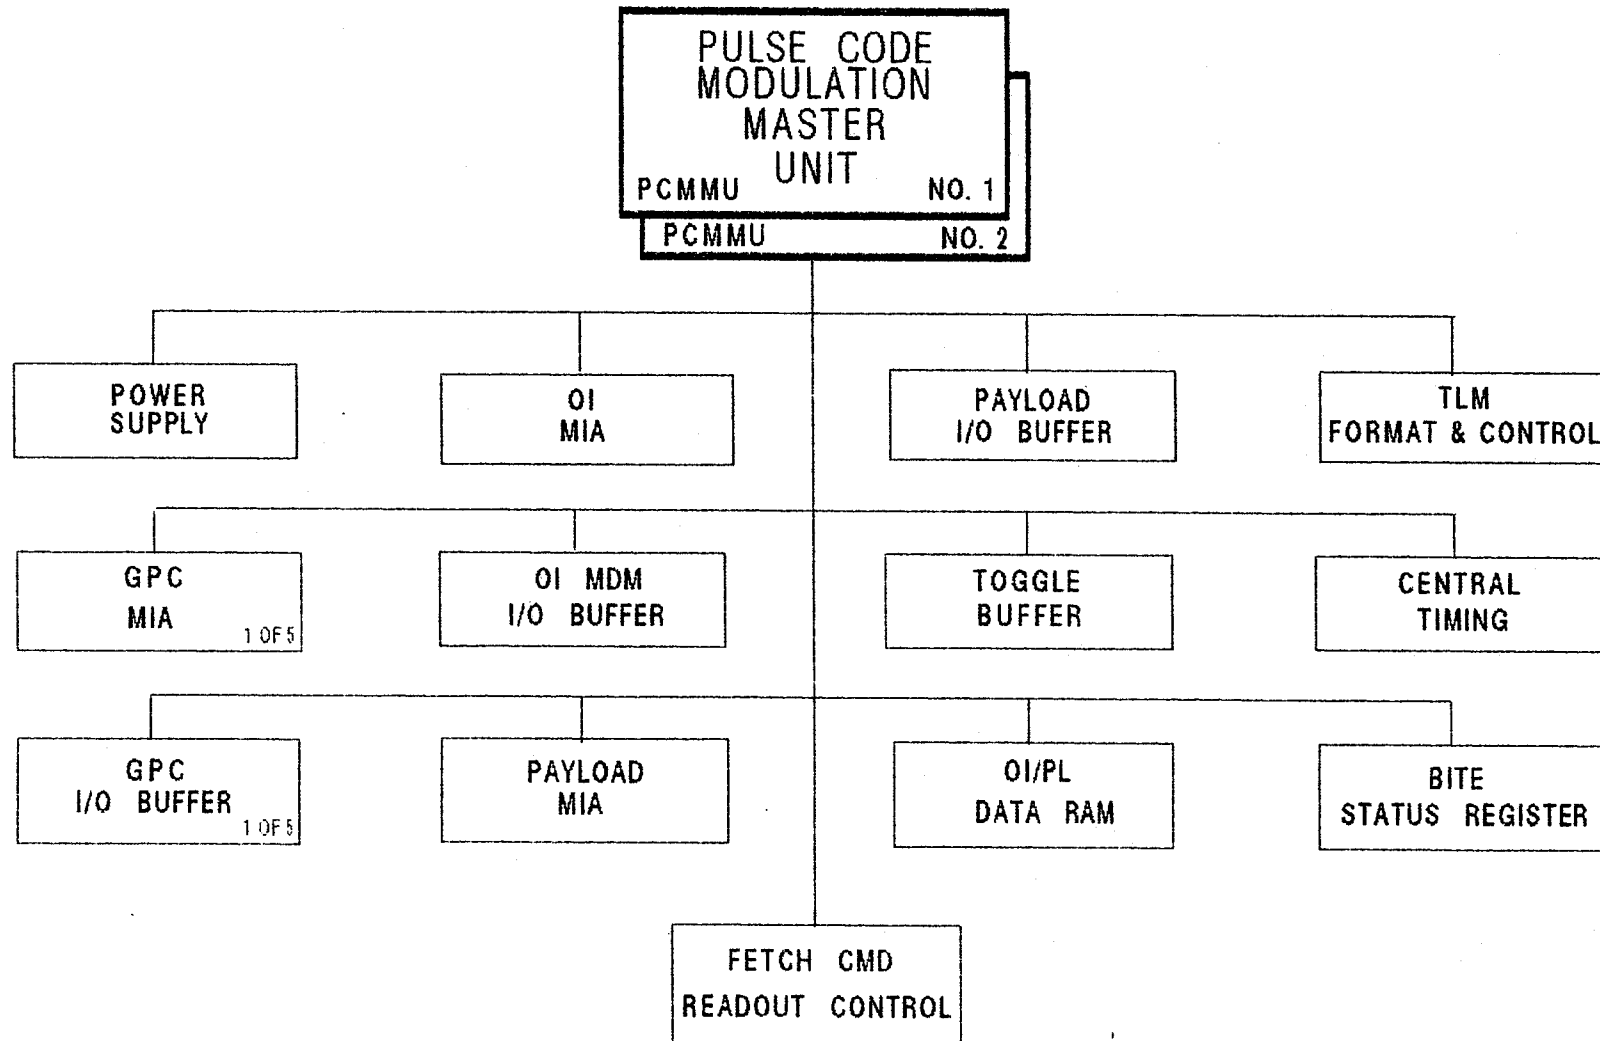 PULSE CODE
MODULATION
MASTER
UNIT
PCMMU NO. 1
PCMMU NO. 2
POWER
SUPPLY
OI
MIA
PAYLOAD
I/O BUFFER
TLM
FORMAT & CONTROL
GPC
MIA
1 OF 5
OI MDM
I/O BUFFER
TOGGLE
BUFFER
CENTRAL
TIMING
GPC
I/O BUFFER
1 OF 5
PAYLOAD
MIA
OI/PL
DATA RAM
BITE
STATUS REGISTER
FETCH CMD
READOUT CONTROL